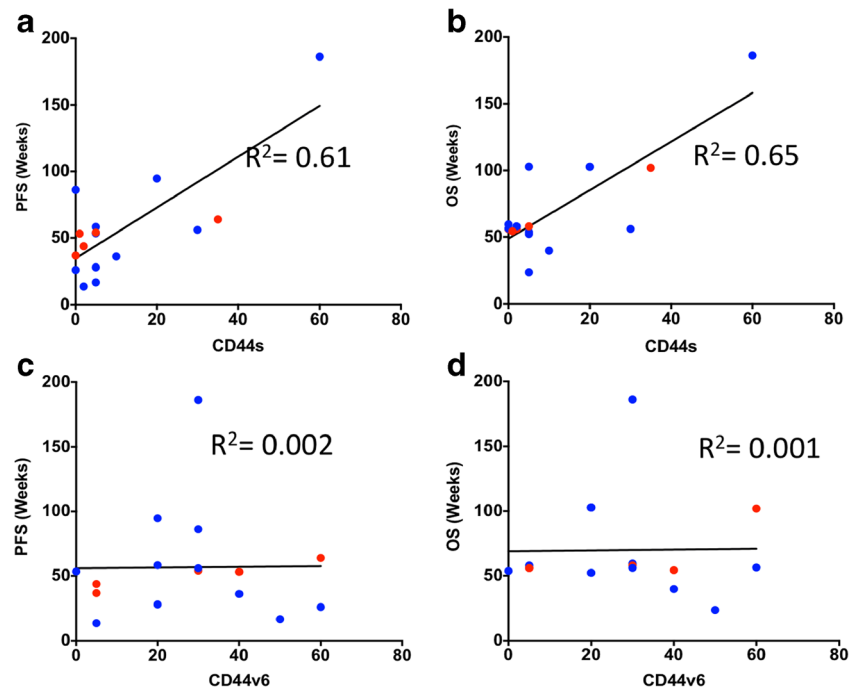 a
200
150
100
50
0
PFS (Weeks)
R²= 0.61
0 20 40 60 80
CD44s
b
200
150
100
50
0
OS (Weeks)
R²= 0.65
0 20 40 60 80
CD44s
c
200
150
100
50
0
PFS (Weeks)
R²= 0.002
0 20 40 60 80
CD44v6
d
200
150
100
50
0
OS (Weeks)
R²= 0.001
0 20 40 60 80
CD44v6